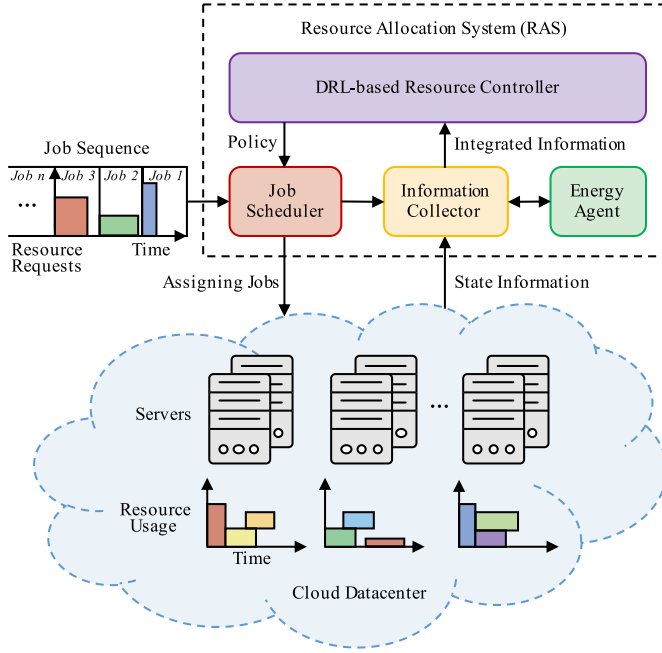 Resource Allocation System (RAS)
DRL-based Resource Controller
Policy
Integrated Information
Job Sequence
Job n
Job 3
Job 2
Job 1
...
Resource
Requests
Time
Job
Scheduler
Information
Collector
Energy
Agent
Assigning Jobs
State Information
Servers
...
Resource
Usage
Time
Cloud Datacenter